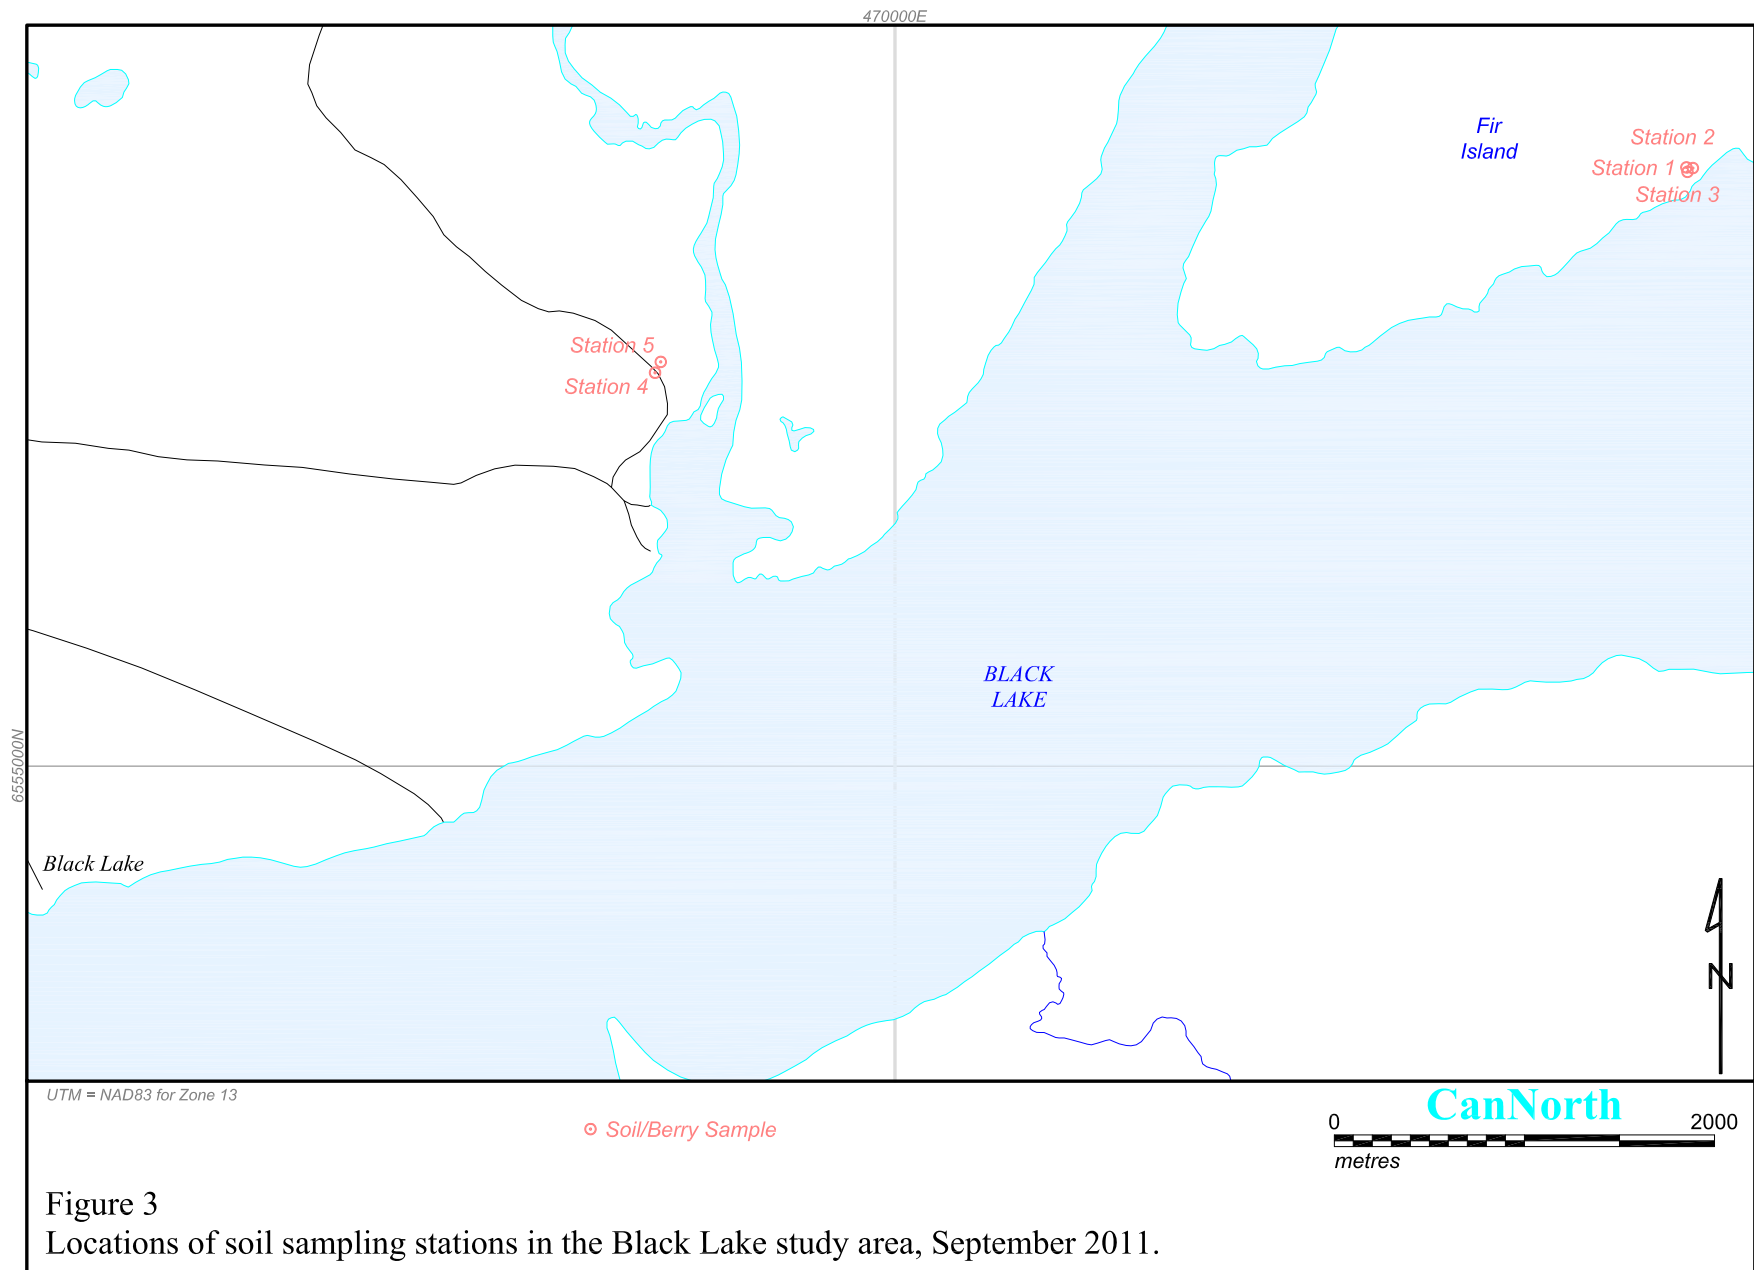 470000E
Fir
Island
Station 2
Station 1
Station 3
Station 5
Station 4
BLACK
LAKE
6555000N
Black Lake
N
UTM = NAD83 for Zone 13
CanNorth
0 2000
metres
Soil/Berry Sample
Figure 3
Locations of soil sampling stations in the Black Lake study area, September 2011.